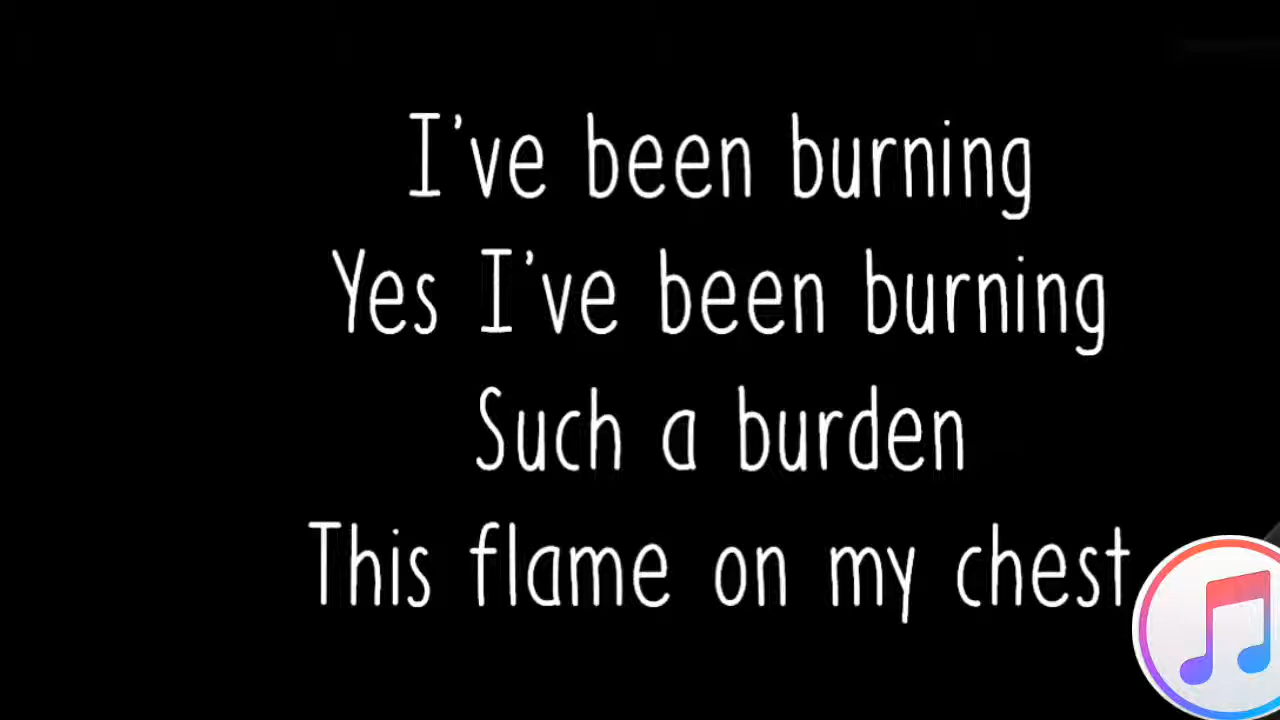 I've been burning
Yes I've been burning
Such a burden
This flame on my chest